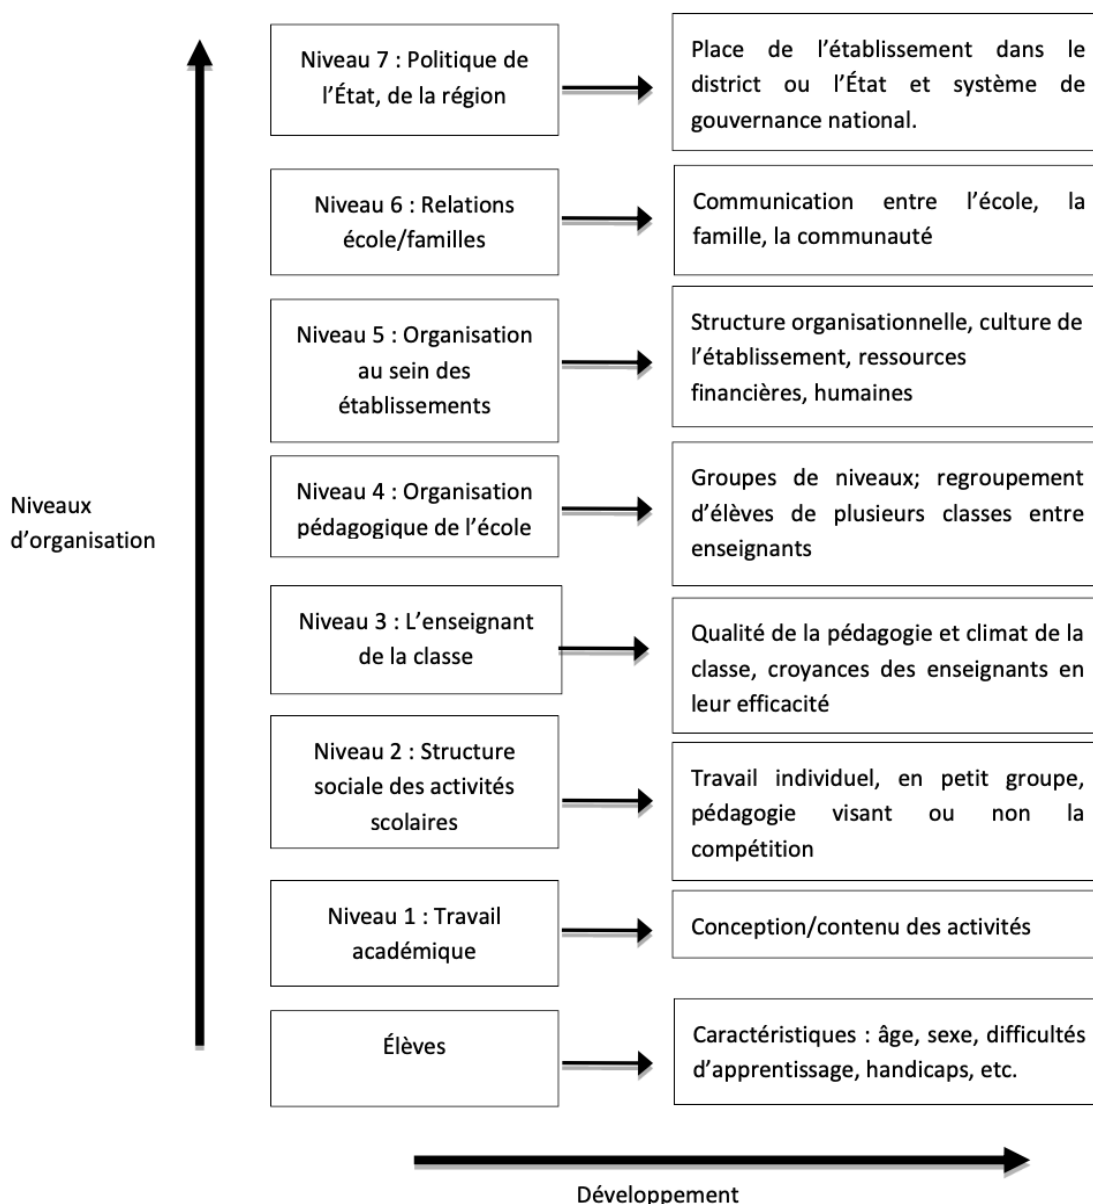 Niveau 7 : Politique de
l’État, de la région
Place de l’établissement dans le
district ou l’État et système de
gouvernance national.
Niveau 6 : Relations
école/familles
Communication entre l’école, la
famille, la communauté
Niveau 5 : Organisation
au sein des
établissements
Structure organisationnelle, culture de
l’établissement, ressources
financières, humaines
Niveaux
d’organisation
Niveau 4 : Organisation
pédagogique de l’école
Groupes de niveaux; regroupement
d’élèves de plusieurs classes entre
enseignants
Niveau 3 : L’enseignant
de la classe
Qualité de la pédagogie et climat de la
classe, croyances des enseignants en
leur efficacité
Niveau 2 : Structure
sociale des activités
scolaires
Travail individuel, en petit groupe,
pédagogie visant ou non la
compétition
Niveau 1 : Travail
académique
Conception/contenu des activités
Élèves
Caractéristiques : âge, sexe, difficultés
d’apprentissage, handicaps, etc.
Développement